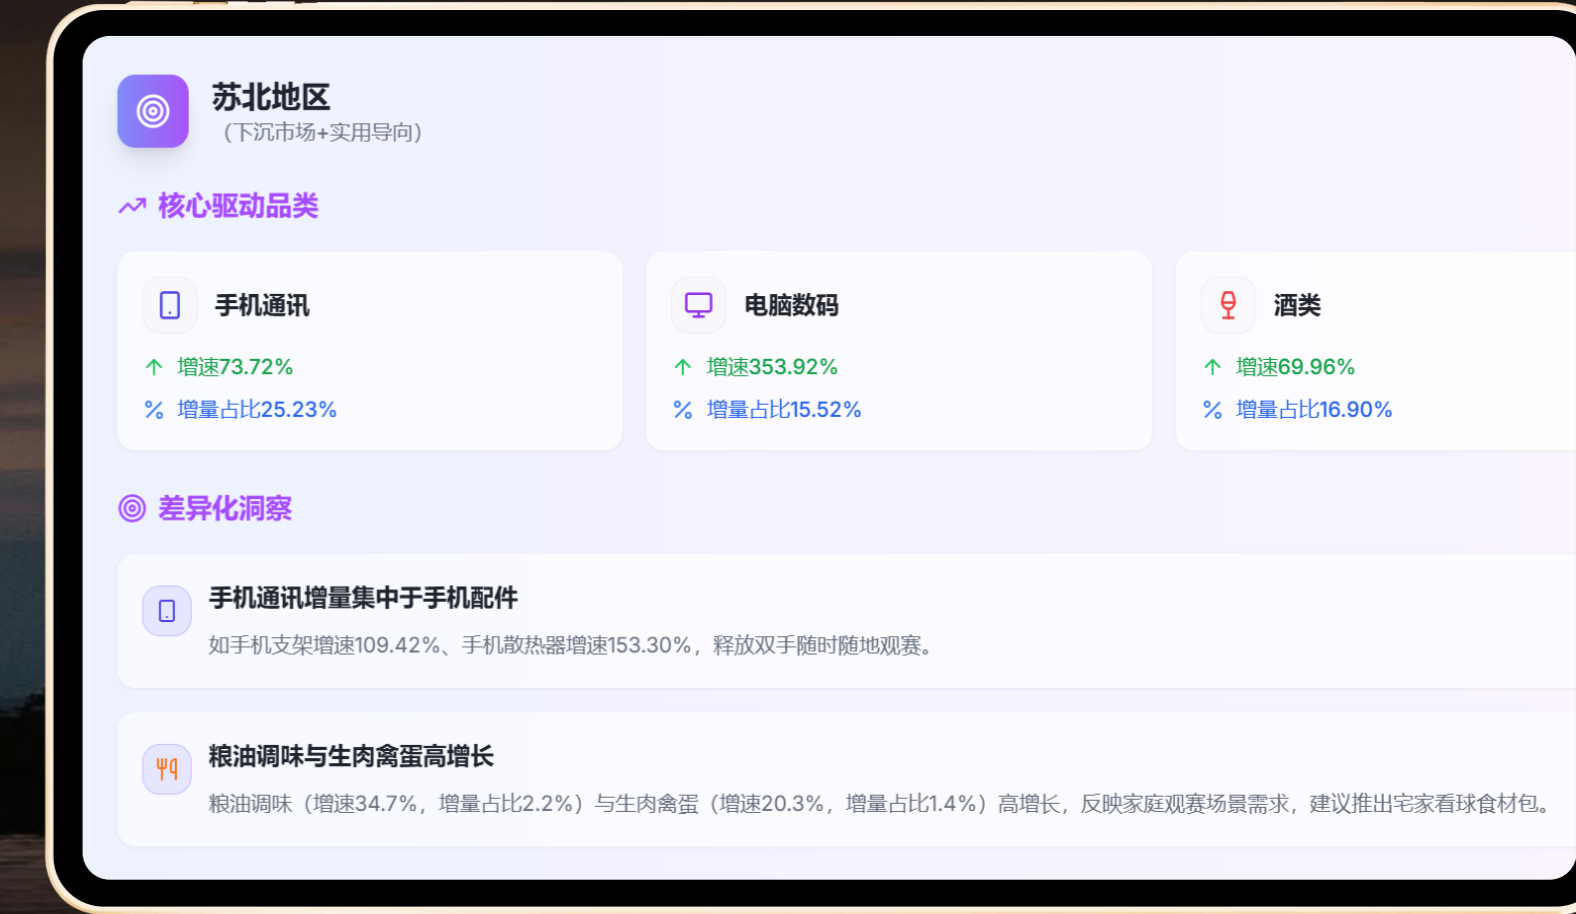 苏北地区
（下沉市场+实用导向）
核心驱动品类
手机通讯
增速73.72%
% 增量占比25.23%
电脑数码
增速353.92%
% 增量占比15.52%
酒类
增速69.96%
% 增量占比16.90%
差异化洞察
手机通讯增量集中于手机配件
如手机支架增速109.42%、手机散热器增速153.30%，释放双手随时随地观赛。
粮油调味与生肉禽蛋高增长
粮油调味（增速34.7%，增量占比2.2%）与生肉禽蛋（增速20.3%，增量占比1.4%）高增长，反映家庭观赛场景需求，建议推出宅家看球食材包。